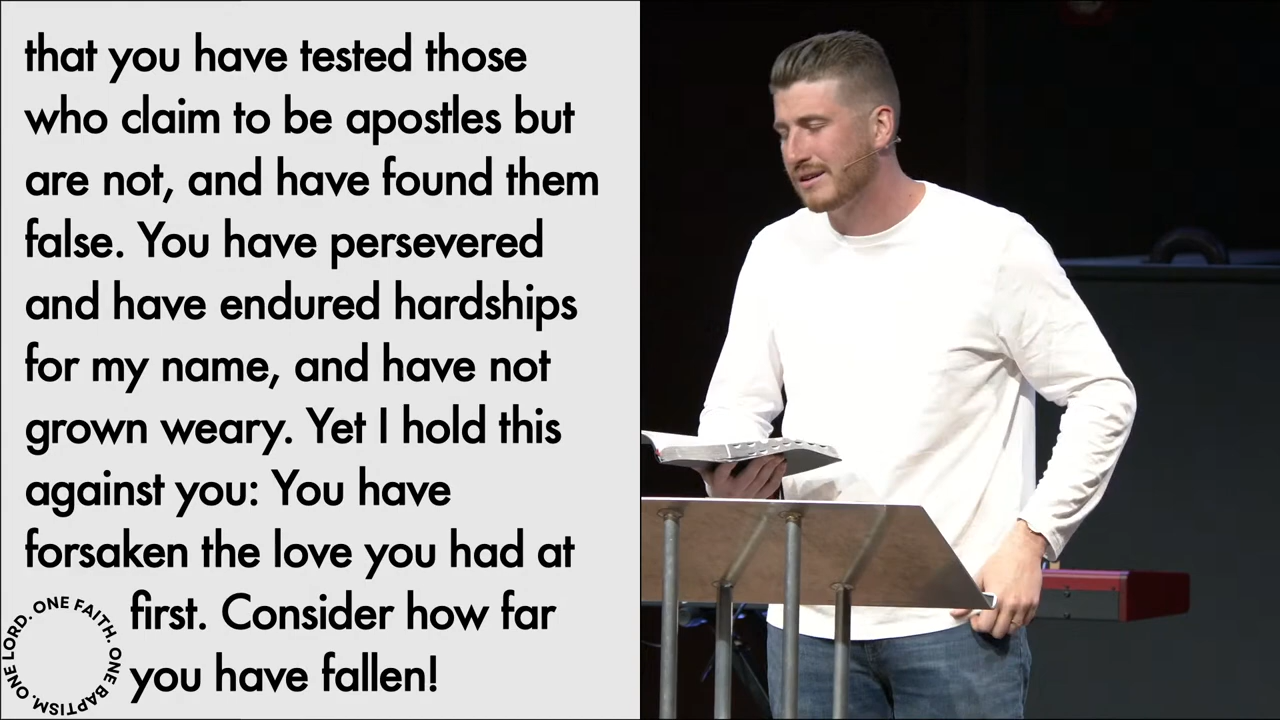 that you have tested those
who claim to be apostles but
are not, and have found them
false. You have persevered
and have endured hardships
for my name, and have not
grown weary. Yet I hold this
against you: You have
forsaken the love you had at
first. Consider how far
you have fallen!
ONE LORD. ONE FAITH. ONE BAPTISM.